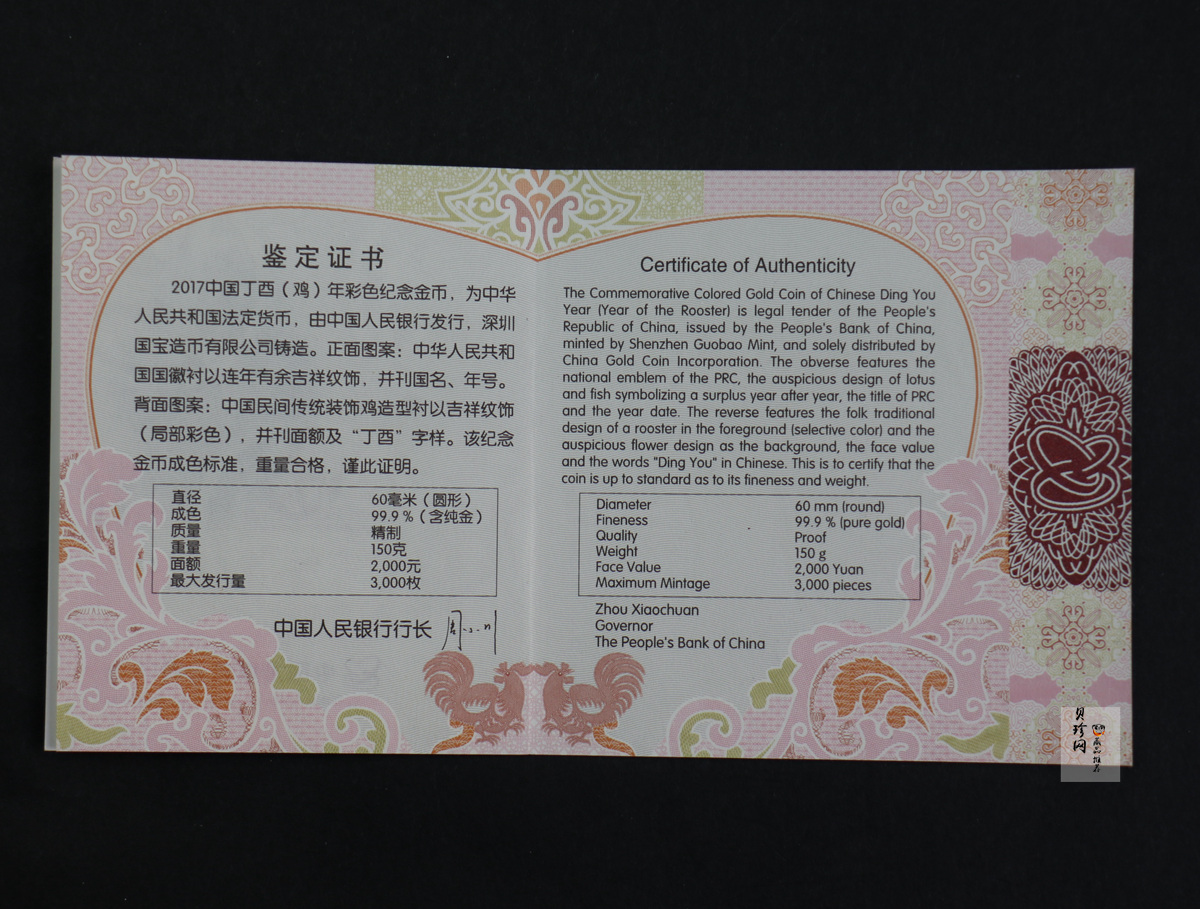 鉴定证书
2017中国丁酉（鸡）年彩色纪念金币，为中华
人民共和国法定货币，由中国人民银行发行，深圳
国宝造币有限公司铸造。正面图案：中华人民共和
国国徽衬以连年有余吉祥纹饰，并刊国名、年号。
背面图案：中国民间传统装饰鸡造型衬以吉祥纹饰
（局部彩色），并刊面额及“丁酉”字样。该纪念
金币成色标准，重量合格，谨此证明。
直径 60毫米（圆形）
成色 99.9％（含纯金）
质量 精制
重量 150克
面额 2,000元
最大发行量 3,000枚
中国人民银行行长
Certificate of Authenticity
The Commemorative Colored Gold Coin of Chinese Ding You
Year (Year of the Rooster) is legal tender of the People's
Republic of China, issued by the People's Bank of China,
minted by Shenzhen Guobao Mint, and solely distributed by
China Gold Coin Incorporation. The obverse features the
national emblem of the PRC, the auspicious design of lotus
and fish symbolizing a surplus year after year, the title of PRC
and the year date. The reverse features the folk traditional
design of a rooster in the foreground (selective color) and the
auspicious flower design as the background, the face value
and the words "Ding You" in Chinese. This is to certify that the
coin is up to standard as to its fineness and weight.
Diameter 60 mm (round)
Fineness 99.9 % (pure gold)
Quality Proof
Weight 150 g
Face Value 2,000 Yuan
Maximum Mintage 3,000 pieces
Zhou Xiaochuan
Governor
The People's Bank of China
贝珍网